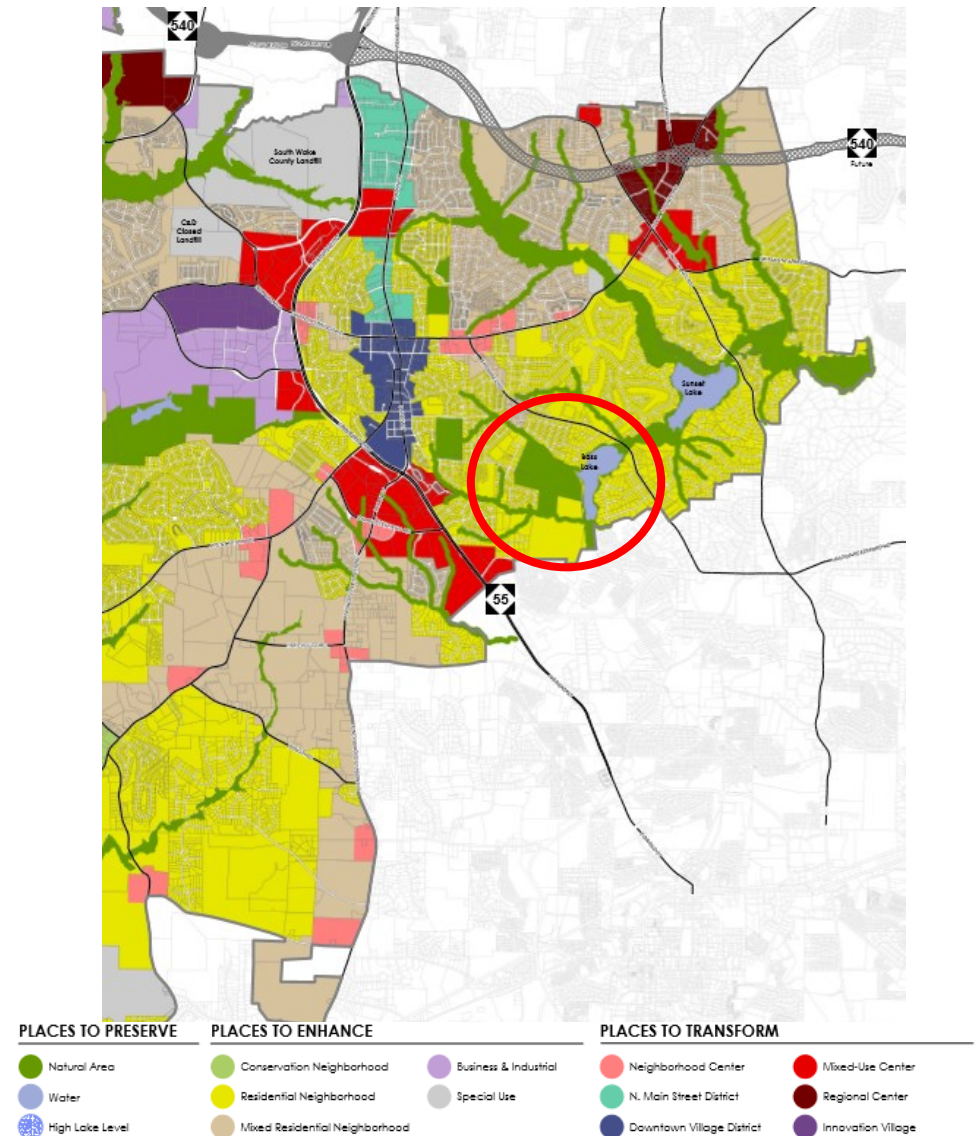 540
South Wake
County Landfill
540
Future
C&D
Closed
Landfill
Sunset
Lake
Bass
Lake
55
PLACES TO PRESERVE
PLACES TO ENHANCE
PLACES TO TRANSFORM
Natural Area
Conservation Neighborhood
Business & Industrial
Neighborhood Center
Mixed-Use Center
Water
Residential Neighborhood
Special Use
N. Main Street District
Regional Center
High Lake Level
Mixed Residential Neighborhood
Downtown Village District
Innovation Village